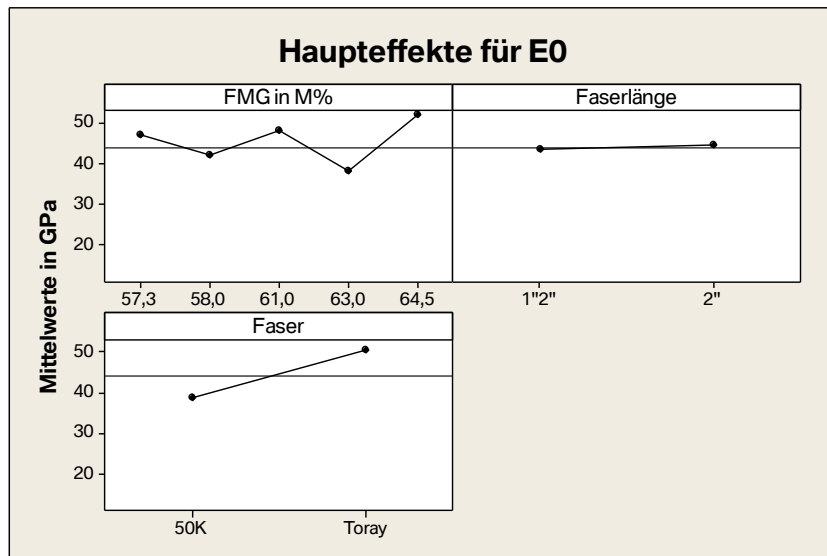 Haupteffekte für E0
FMG in M% Faserlänge
50
40
30
20
57,3 58,0 61,0 63,0 64,5 1"2" 2"
Faser
50
40
30
20
50K Toray
Mittelwerte in GPa